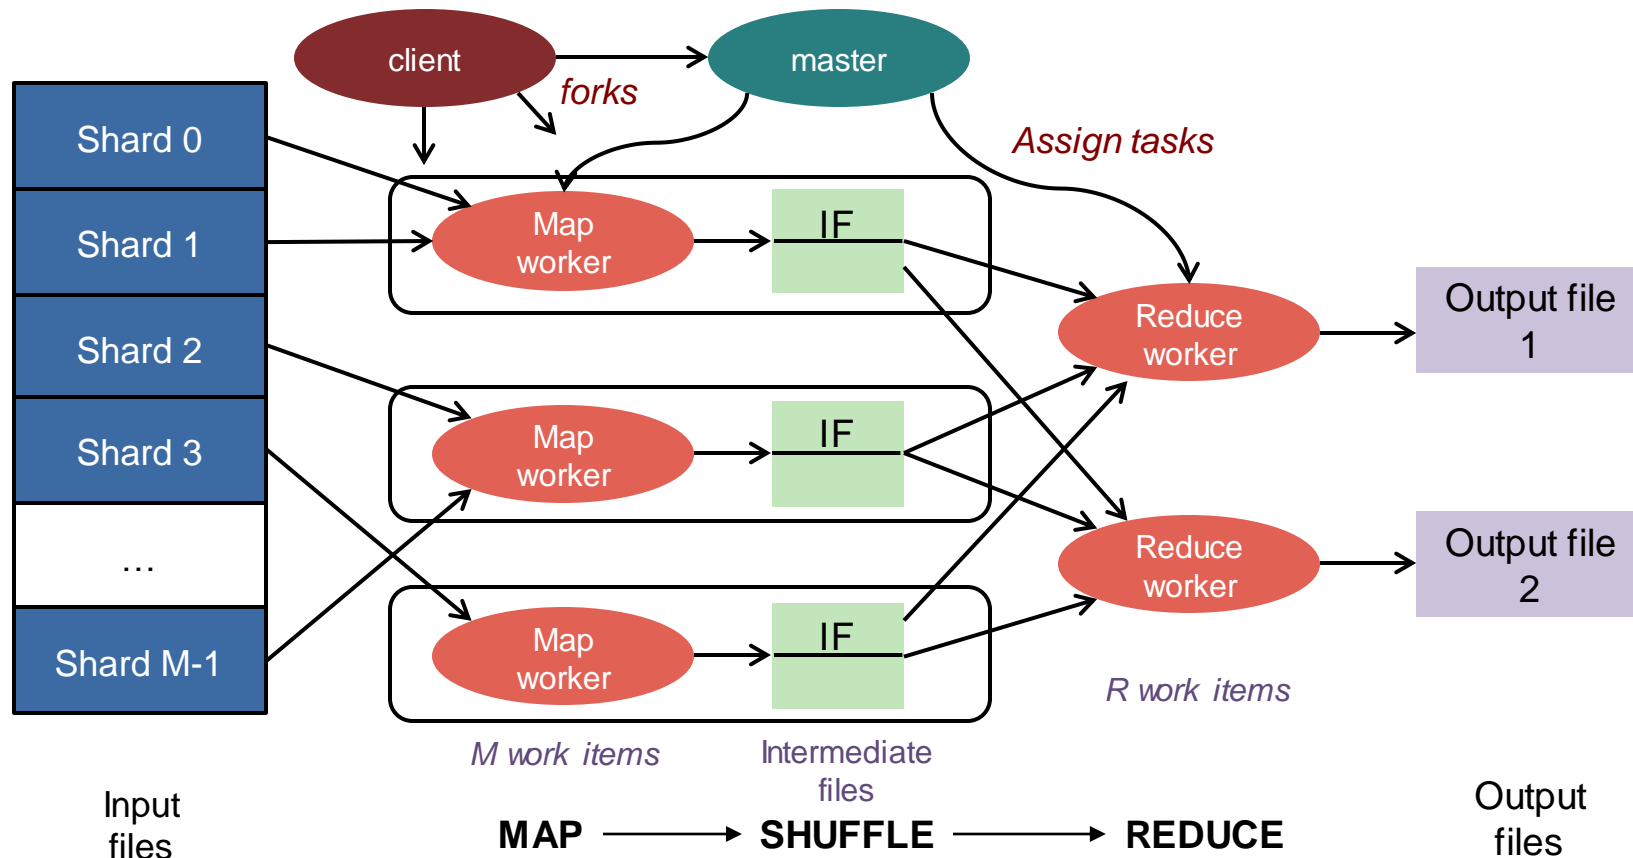 client
master
forks
Assign tasks
Shard 0
Shard 1
Shard 2
Shard 3
...
Shard M-1
Map
worker
IF
Map
worker
IF
Map
worker
IF
Reduce
worker
Reduce
worker
Output file
1
Output file
2
R work items
M work items
Intermediate
files
Input
files
MAP
SHUFFLE
REDUCE
Output
files